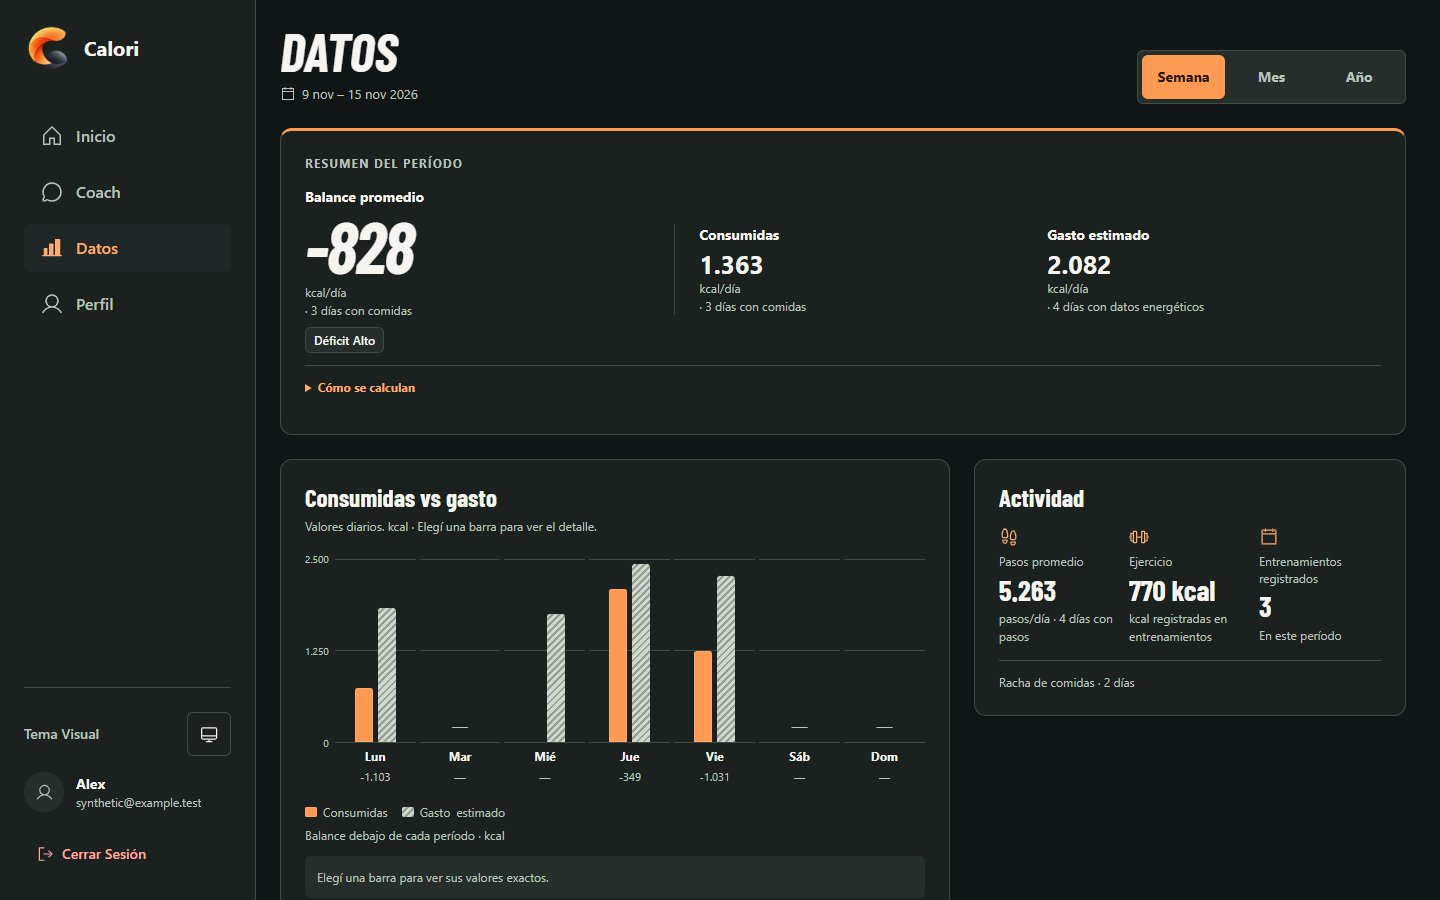 Calori
Inicio
Coach
Datos
Perfil
Tema Visual
Alex
synthetic@example.test
Cerrar Sesión
DATOS
9 nov – 15 nov 2026
Semana Mes Año
RESUMEN DEL PERÍODO
Balance promedio
-828
kcal/día
· 3 días con comidas
Déficit Alto
Consumidas
1.363
kcal/día
· 3 días con comidas
Gasto estimado
2.082
kcal/día
· 4 días con datos energéticos
Cómo se calculan
Consumidas vs gasto
Valores diarios. kcal · Elegí una barra para ver el detalle.
2.500
1.250
0
Lun Mar Mié Jue Vie Sáb Dom
-1.103 — — -349 -1.031 — —
Consumidas Gasto estimado
Balance debajo de cada período · kcal
Elegí una barra para ver sus valores exactos.
Actividad
Pasos promedio
5.263
pasos/día · 4 días con
pasos
Ejercicio
770 kcal
kcal registradas en
entrenamientos
Entrenamientos
registrados
3
En este período
Racha de comidas · 2 días